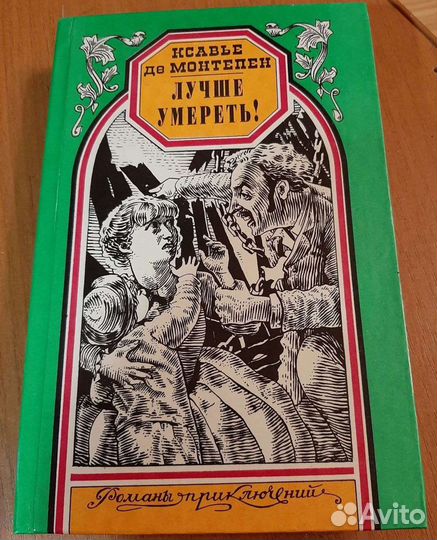 КСАВЬЕ
де МОНТЕПЕН
ЛУЧШЕ
УМЕРЕТЬ!
Романы приключений
Avito